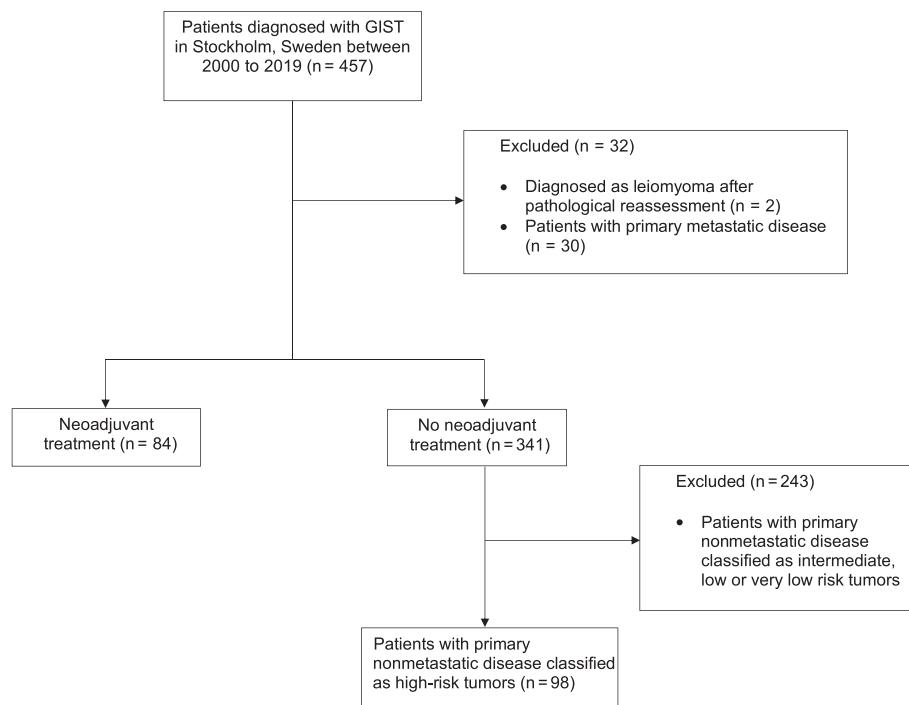 Patients diagnosed with GIST
in Stockholm, Sweden between
2000 to 2019 (n = 457)
Excluded (n = 32)
• Diagnosed as leiomyoma after
pathological reassessment (n = 2)
• Patients with primary metastatic disease
(n = 30)
Neoadjuvant
treatment (n = 84)
No neoadjuvant
treatment (n = 341)
Excluded (n = 243)
• Patients with primary
nonmetastatic disease
classified as intermediate,
low or very low risk tumors
Patients with primary
nonmetastatic disease classified
as high-risk tumors (n = 98)